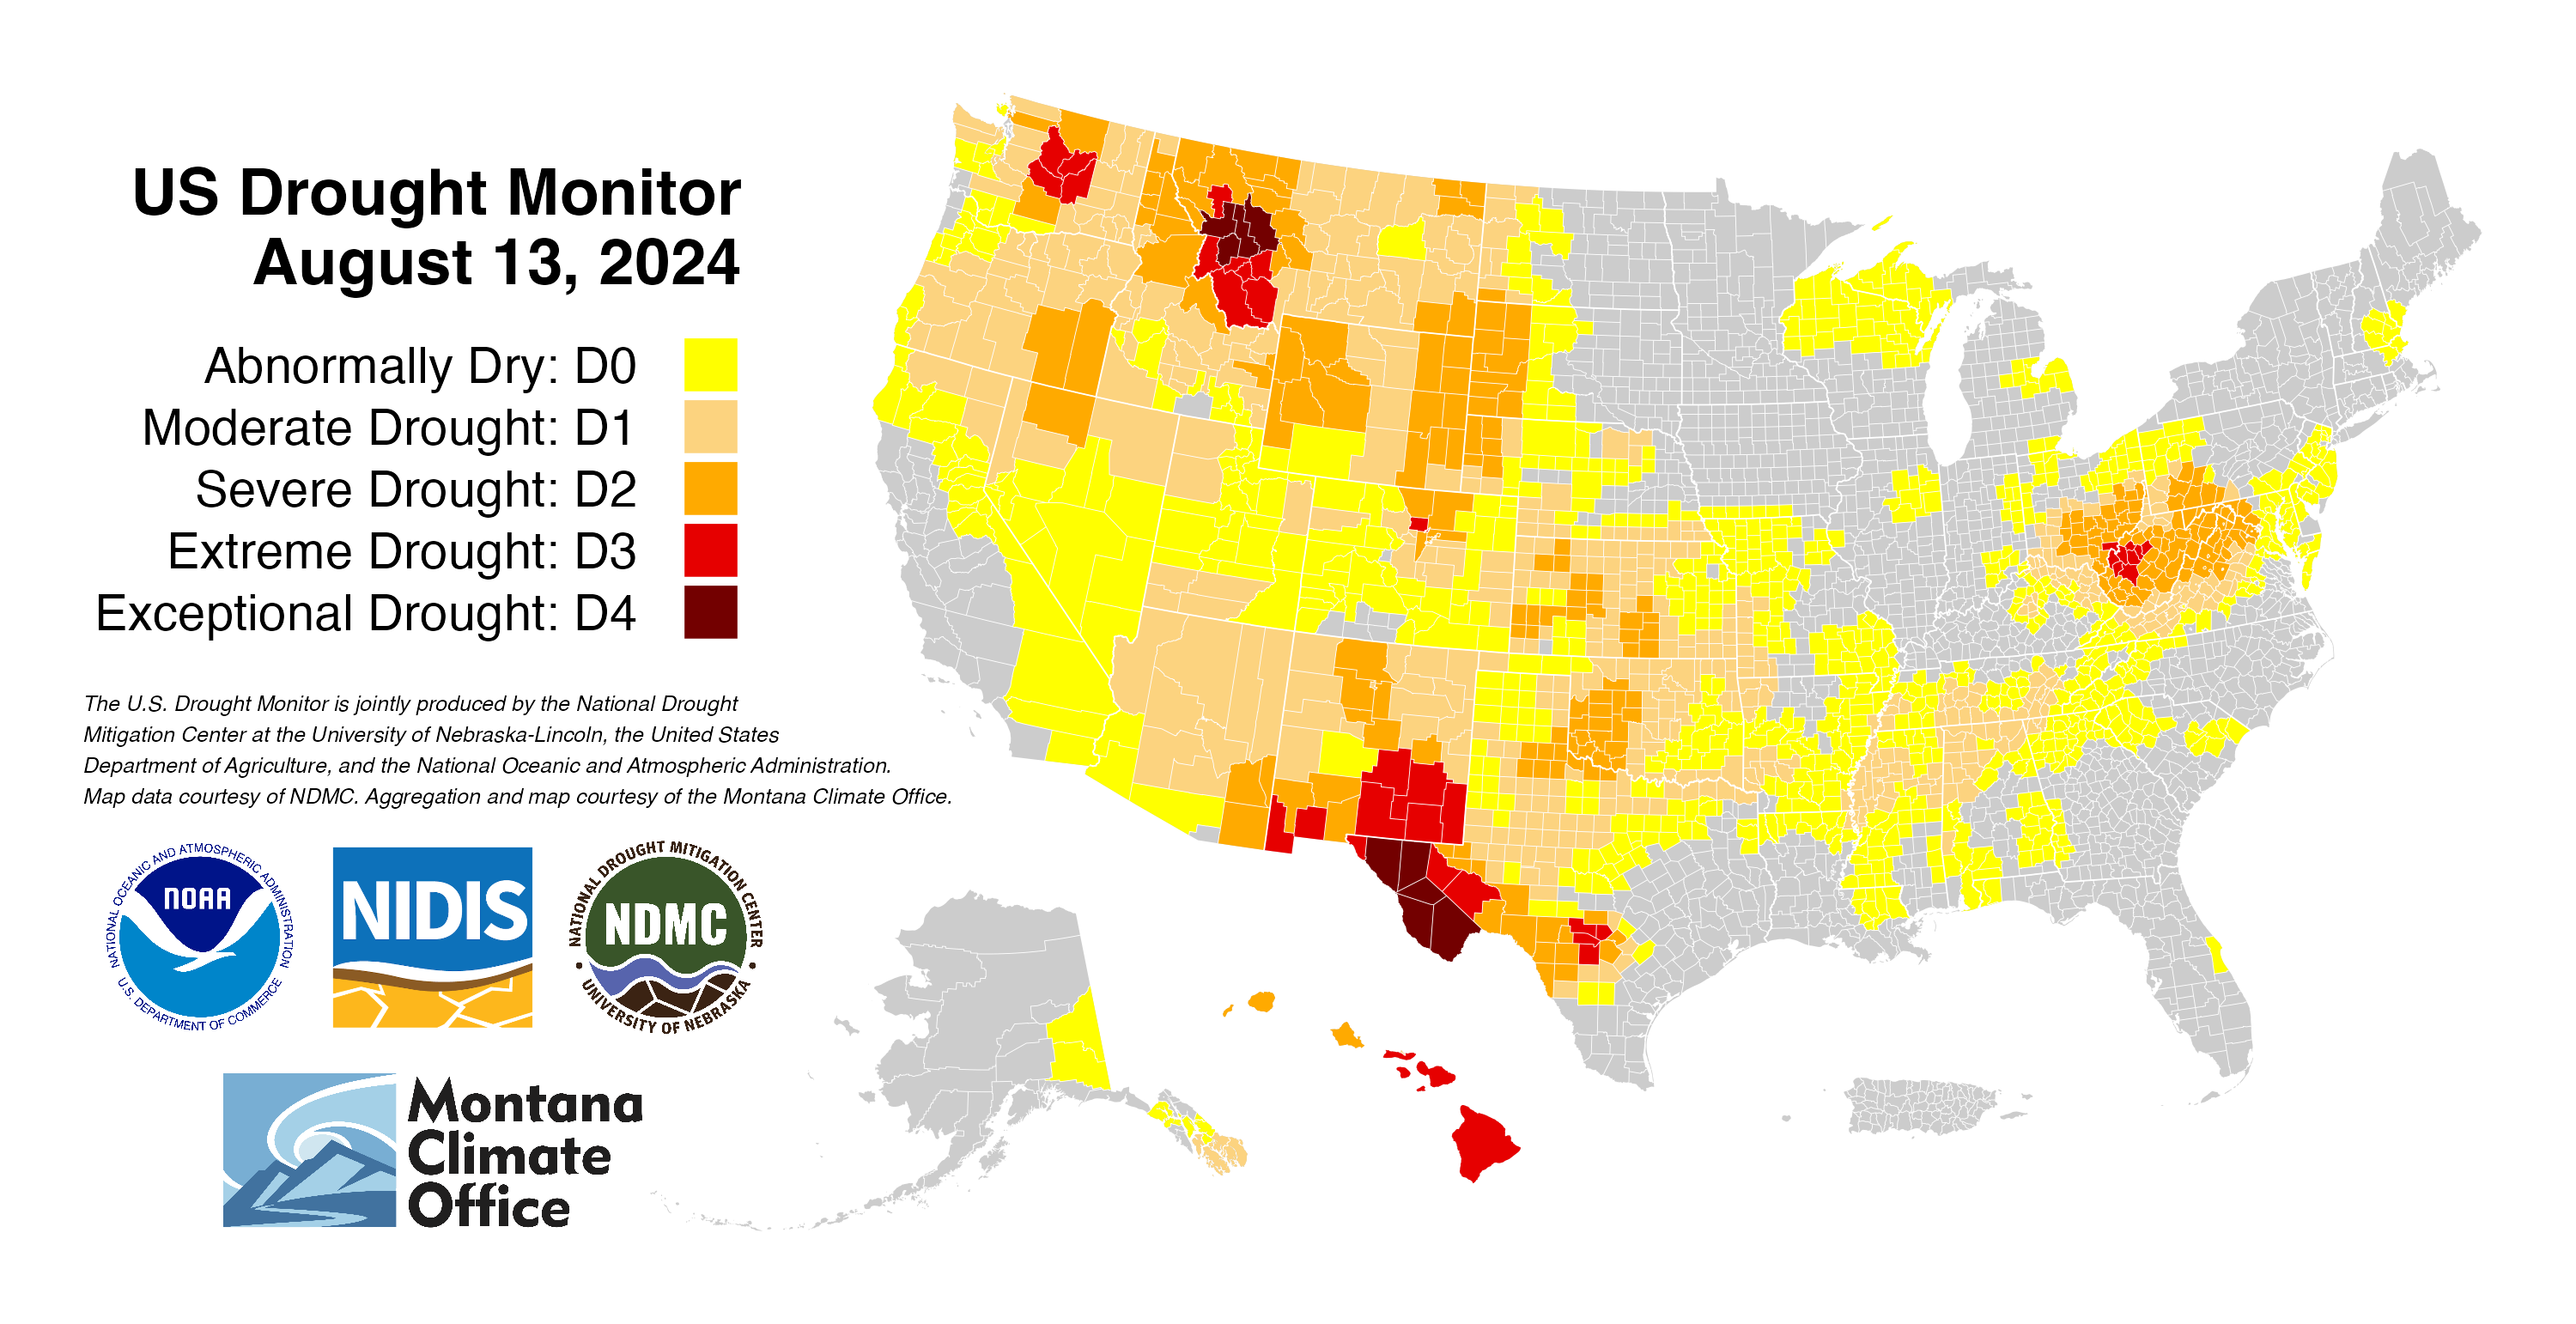 US Drought Monitor
August 13, 2024
Abnormally Dry: D0
Moderate Drought: D1
Severe Drought: D2
Extreme Drought: D3
Exceptional Drought: D4
The U.S. Drought Monitor is jointly produced by the National Drought
Mitigation Center at the University of Nebraska-Lincoln, the United States
Department of Agriculture, and the National Oceanic and Atmospheric Administration.
Map data courtesy of NDMC. Aggregation and map courtesy of the Montana Climate Office.
NATIONAL OCEANIC AND ATMOSPHERIC ADMINISTRATION
NOAA
U.S. DEPARTMENT OF COMMERCE
NIDIS
NATIONAL DROUGHT MITIGATION CENTER
NDMC
UNIVERSITY OF NEBRASKA
Montana
Climate
Office